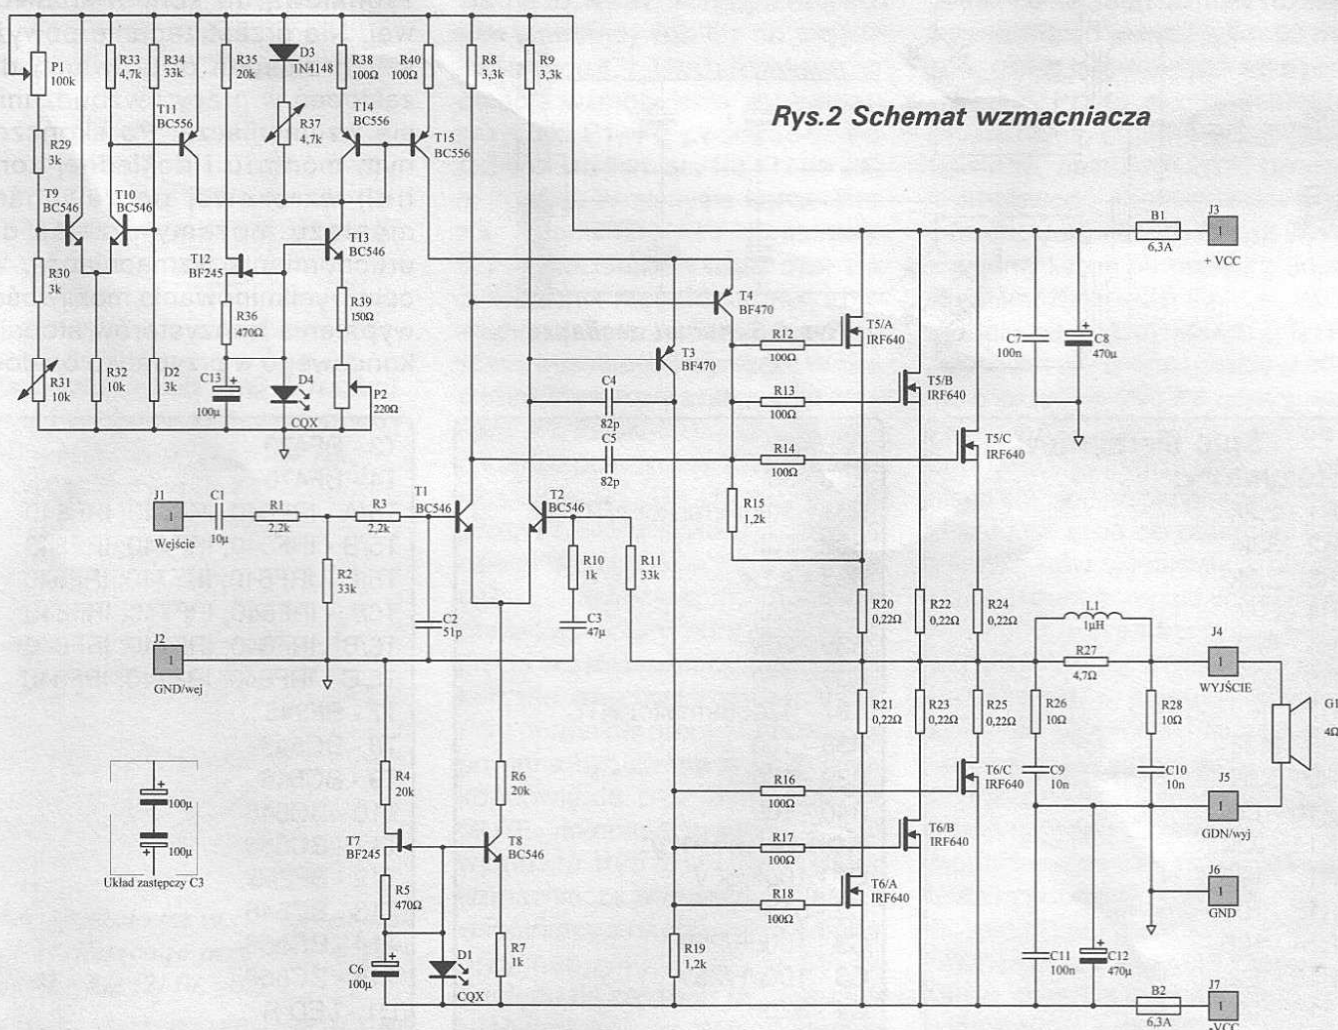 P1
100k
R33
4,7k
R34
33k
R35
20k
D3
1N4148
R38
100Ω
R40
100Ω
R8
3,3k
R9
3,3k
T11
BC556
R37
4,7k
T14
BC556
T15
BC556
Rys.2 Schemat wzmacniacza
R29
3k
T9
BC546
T10
BC546
T13
BC546
T12
BF245
B1
6,3A
J3
1
+ VCC
R30
3k
R36
470Ω
R39
150Ω
T4
BF470
T5/A
IRF640
R12
100Ω
C7
100n
C8
470µ
T3
BF470
R31
10k
R32
10k
D2
3k
C13
100µ
D4
CQX
P2
220Ω
C4
82p
R13
100Ω
T5/B
IRF640
C5
82p
R14
100Ω
T5/C
IRF640
J1
1
Wejście
C1
10µ
R1
2,2k
R3
2,2k
T1
BC546
T2
BC546
R15
1,2k
R2
33k
R10
1k
R11
33k
C2
51p
C3
47µ
R20
0,22Ω
R22
0,22Ω
R24
0,22Ω
L1
1µH
J2
1
GND/wej
R27
4,7Ω
J4
1
WYJŚCIE
R21
0,22Ω
R23
0,22Ω
R25
0,22Ω
R26
10Ω
R28
10Ω
G1
4Ω
100µ
100µ
Układ zastępczy C3
R4
20k
R6
20k
R16
100Ω
T6/C
IRF640
C9
10n
C10
10n
J5
1
GDN/wyj
T7
BF245
T8
BC546
R17
100Ω
T6/B
IRF640
R5
470Ω
R18
100Ω
T6/A
IRF640
J6
1
GND
C6
100µ
D1
CQX
R7
1k
R19
1,2k
C11
100n
C12
470µ
B2
6,3A
J7
1
-VCC